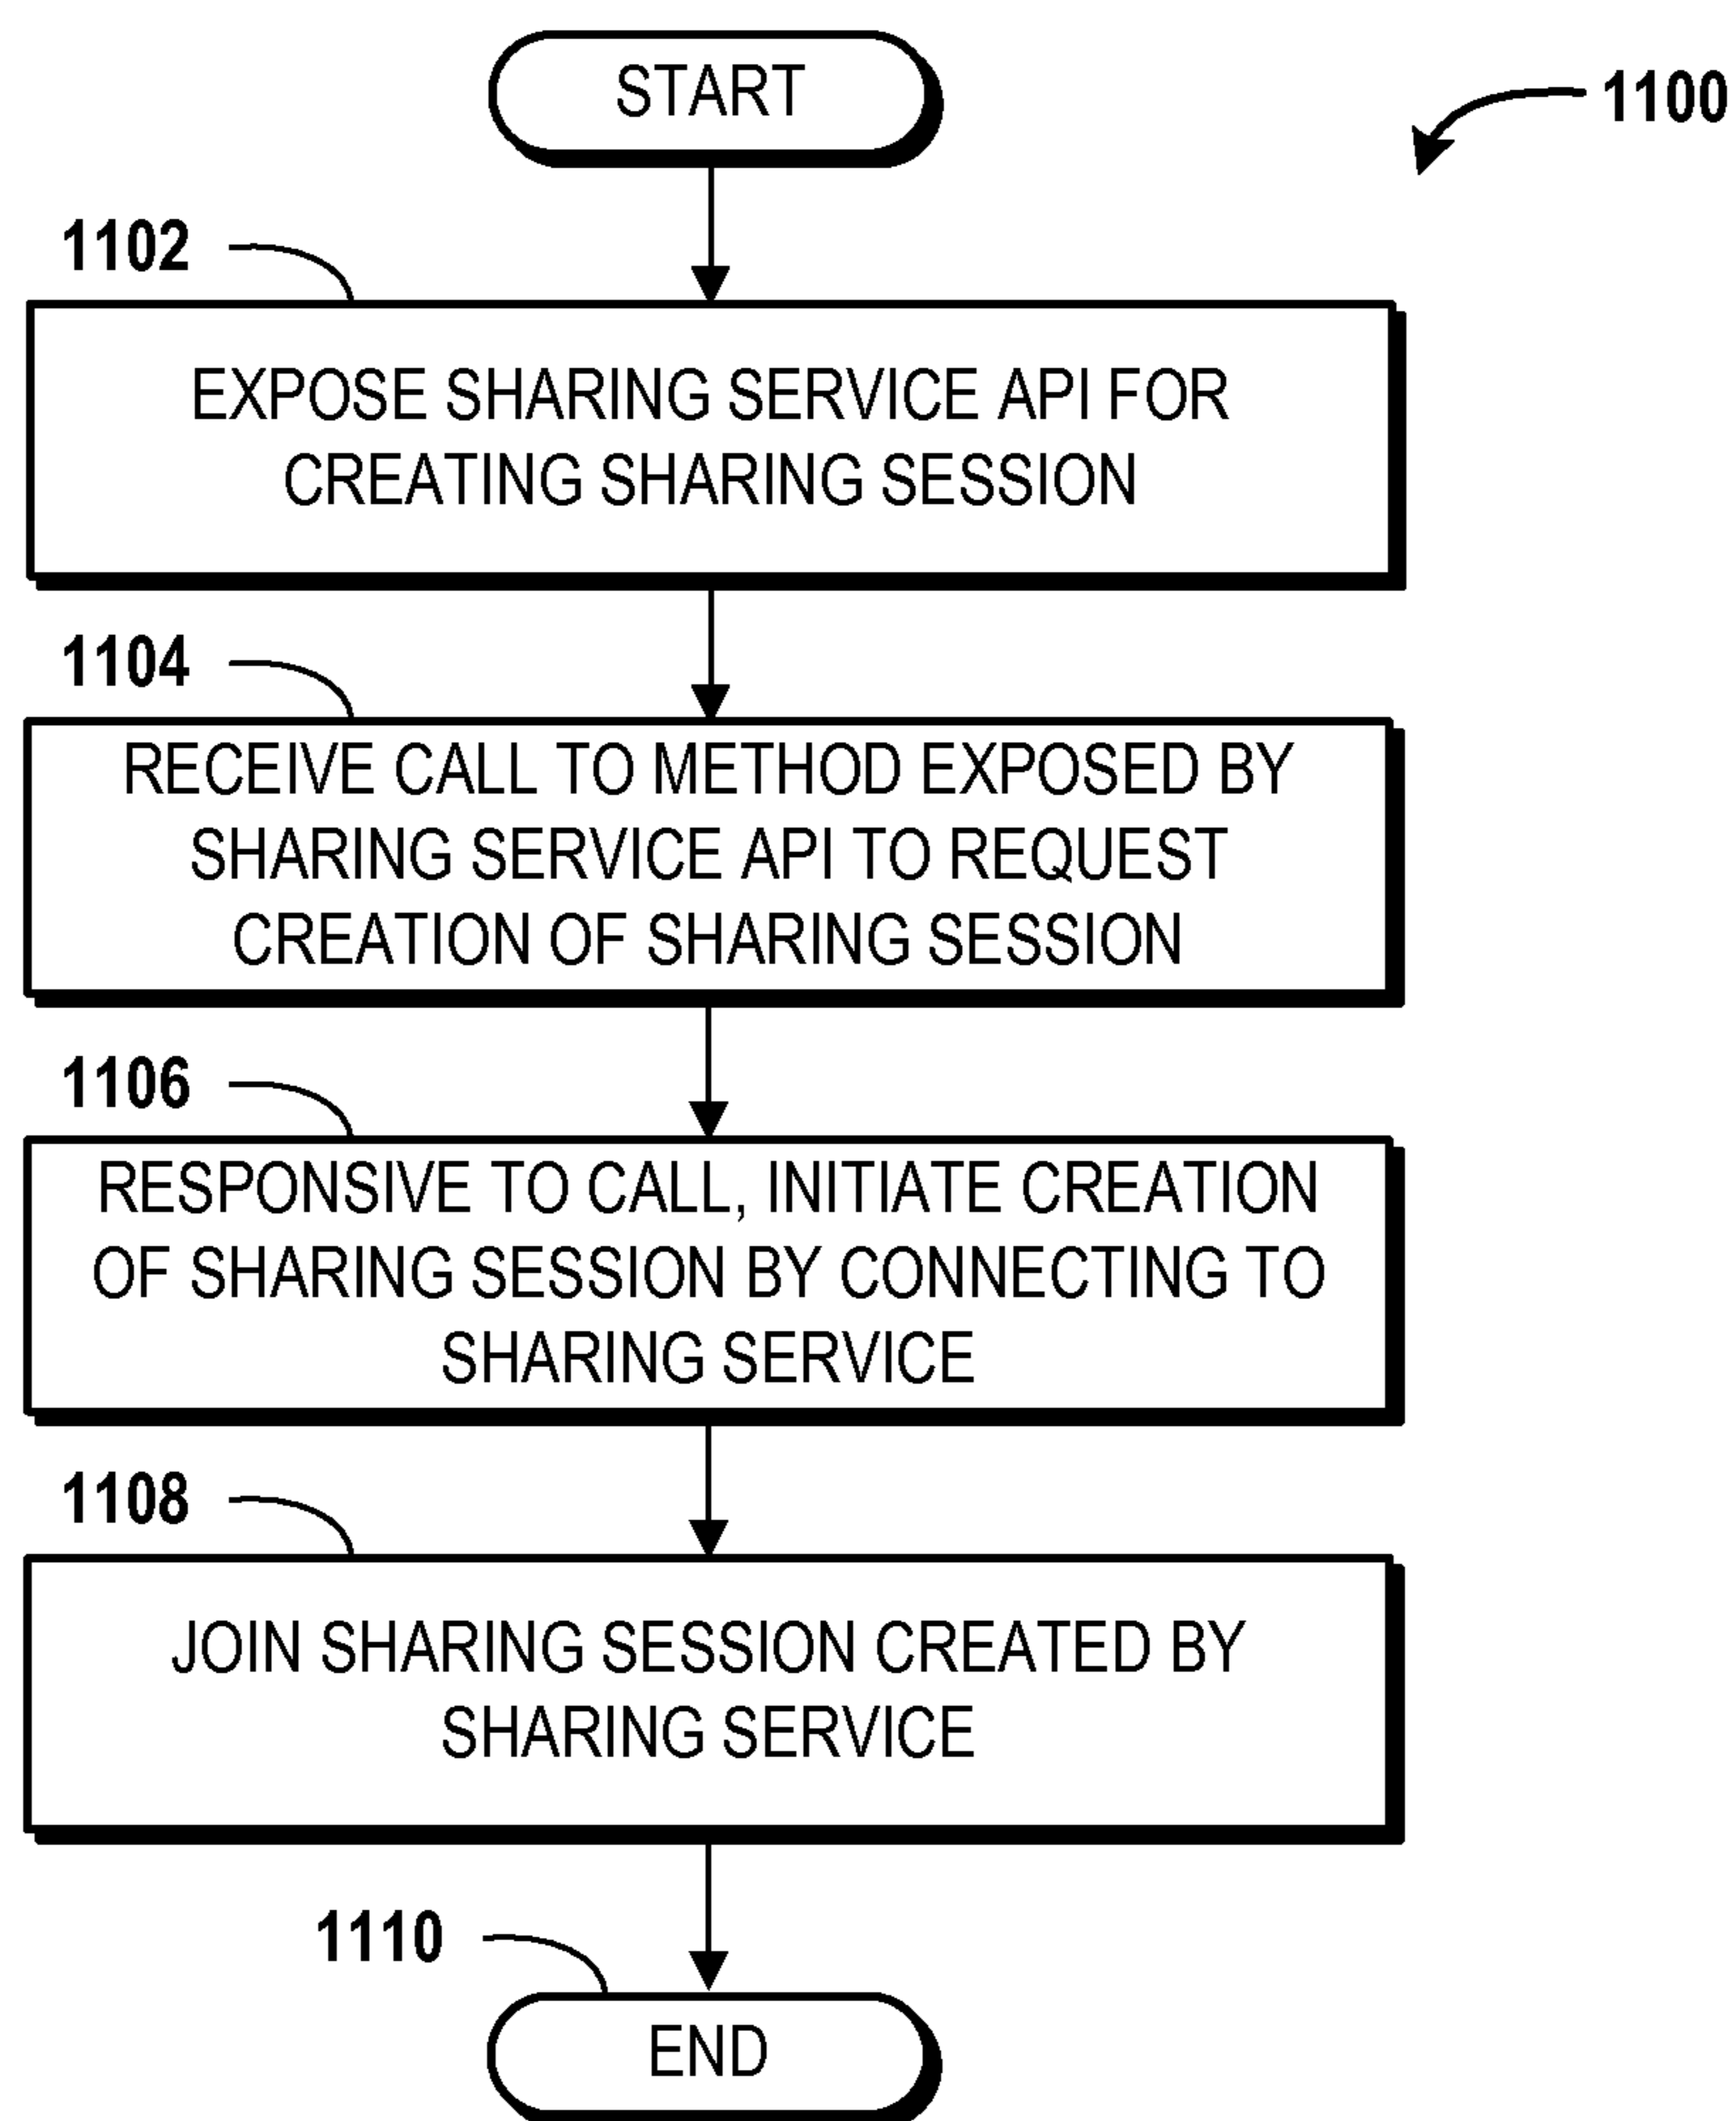 START
1100
1102
EXPOSE SHARING SERVICE API FOR
CREATING SHARING SESSION
1104
RECEIVE CALL TO METHOD EXPOSED BY
SHARING SERVICE API TO REQUEST
CREATION OF SHARING SESSION
1106
RESPONSIVE TO CALL, INITIATE CREATION
OF SHARING SESSION BY CONNECTING TO
SHARING SERVICE
1108
JOIN SHARING SESSION CREATED BY
SHARING SERVICE
1110
END